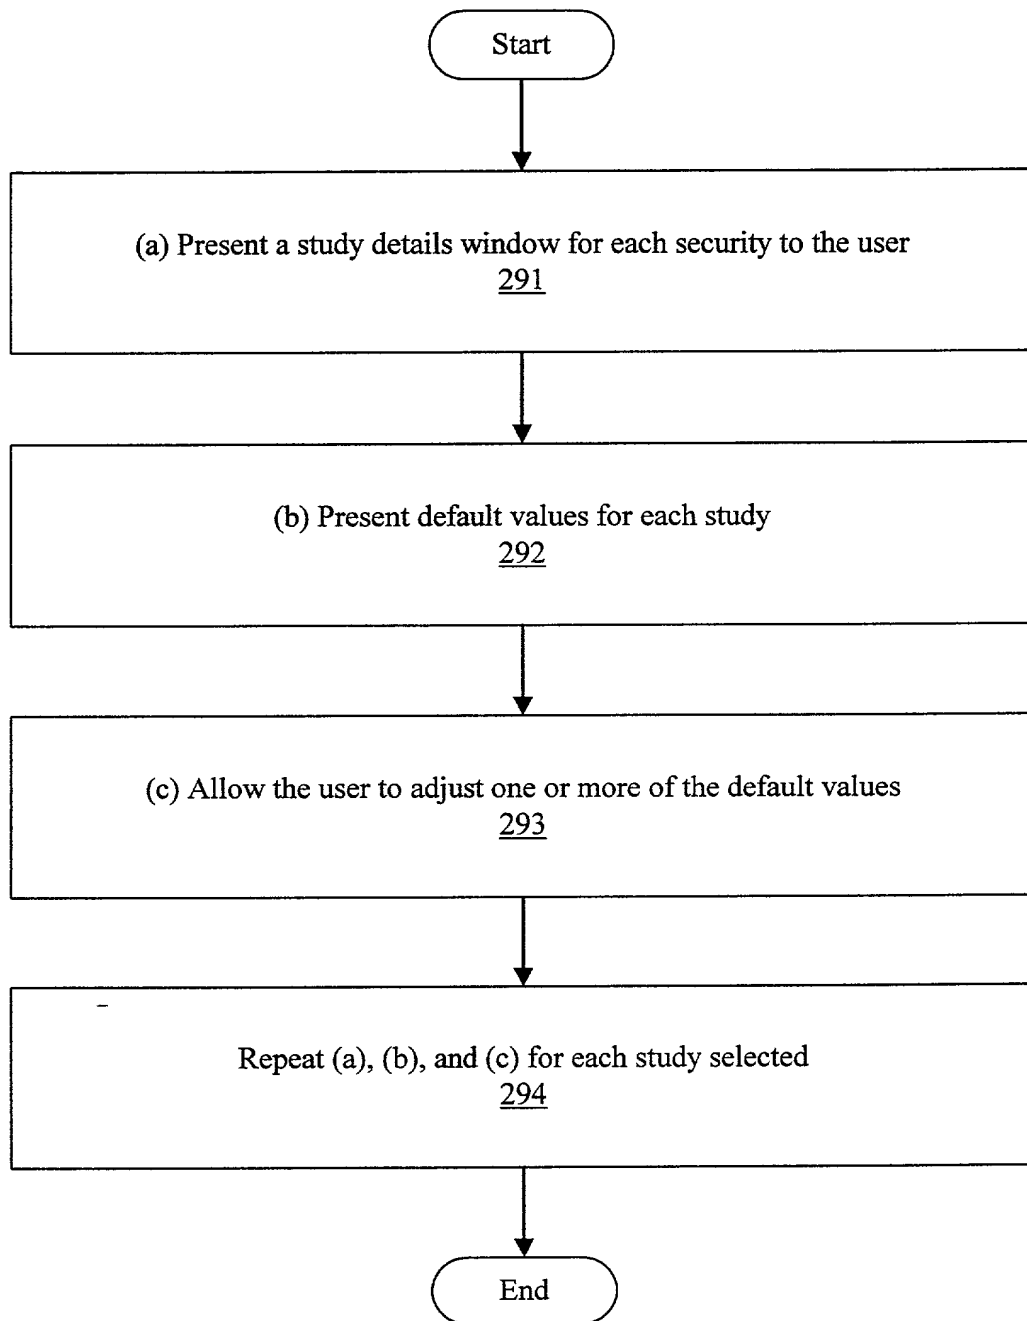 Start
(a) Present a study details window for each security to the user
291
(b) Present default values for each study
292
(c) Allow the user to adjust one or more of the default values
293
Repeat (a), (b), and (c) for each study selected
294
End